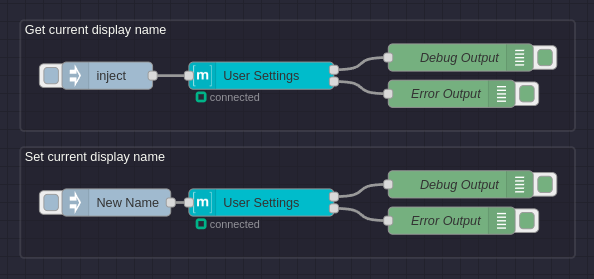 Get current display name
inject
[m] User Settings
Debug Output
connected
Error Output
Set current display name
New Name
[m] User Settings
Debug Output
connected
Error Output